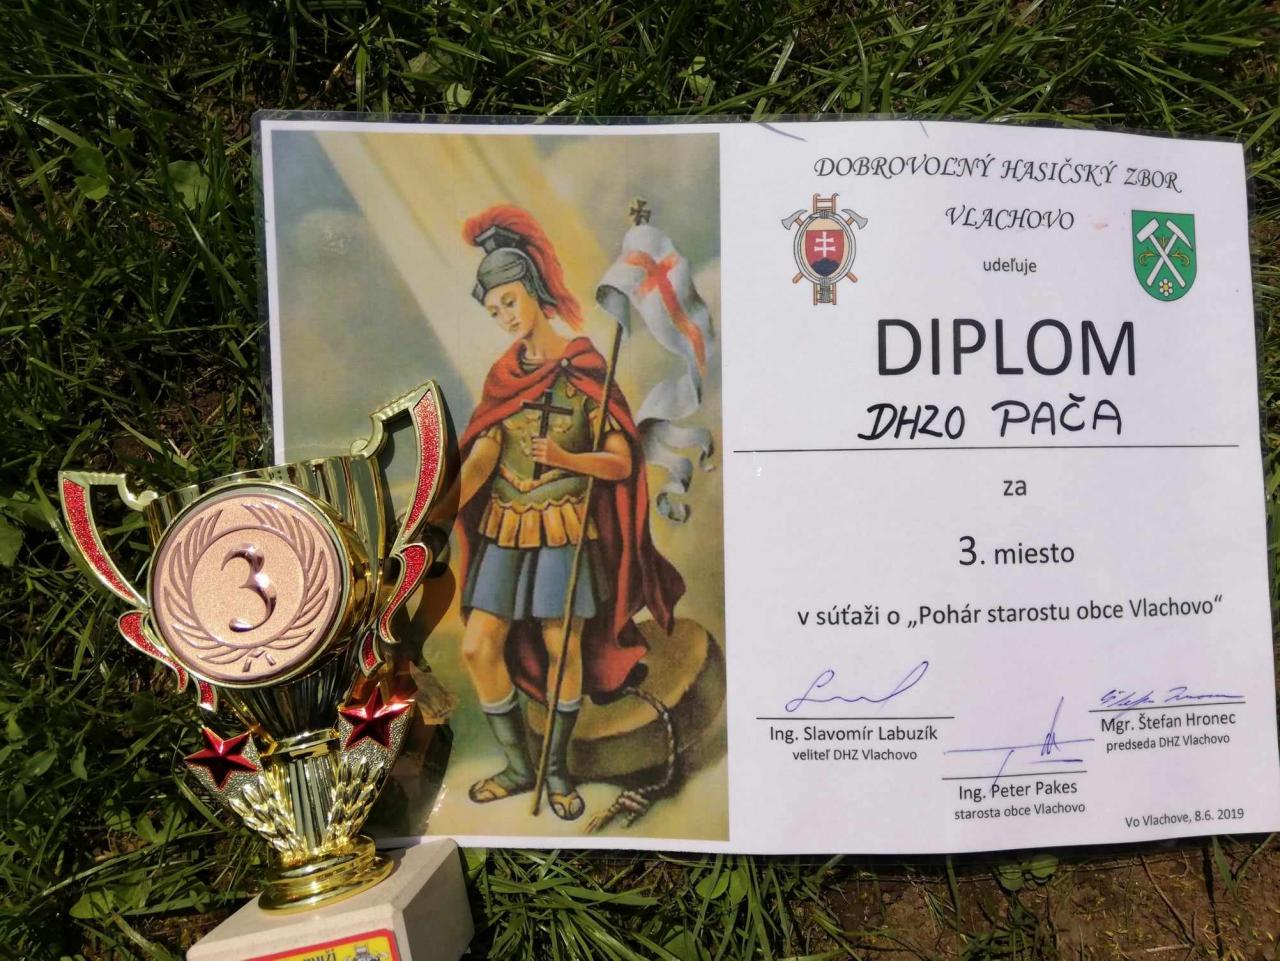 DOBROVOLNÝ HASIČSKÝ ZBOR
VLACHOVO
udeľuje
DIPLOM
DHZO PAČA
za
3. miesto
v súťaži o „Pohár starostu obce Vlachovo“
Ing. Slavomír Labuzík
veliteľ DHZ Vlachovo
Mgr. Štefan Hronec
predseda DHZ Vlachovo
Ing. Peter Pakes
starosta obce Vlachovo
Vo Vlachove, 8.6. 2019
3